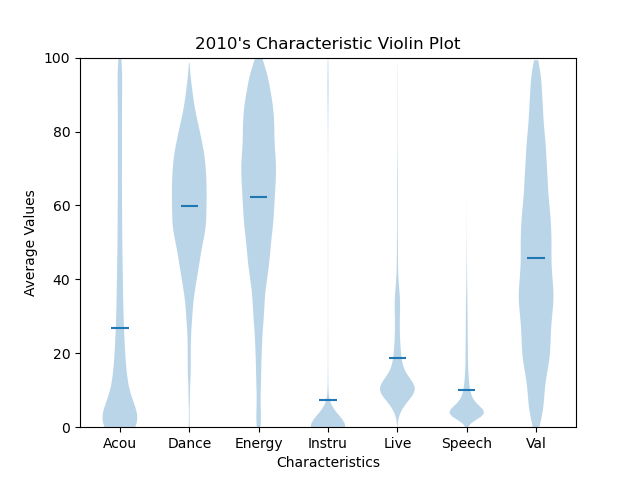 2010's Characteristic Violin Plot
100
80
60
40
20
0
Average Values
Acou Dance Energy Instru Live Speech Val
Characteristics